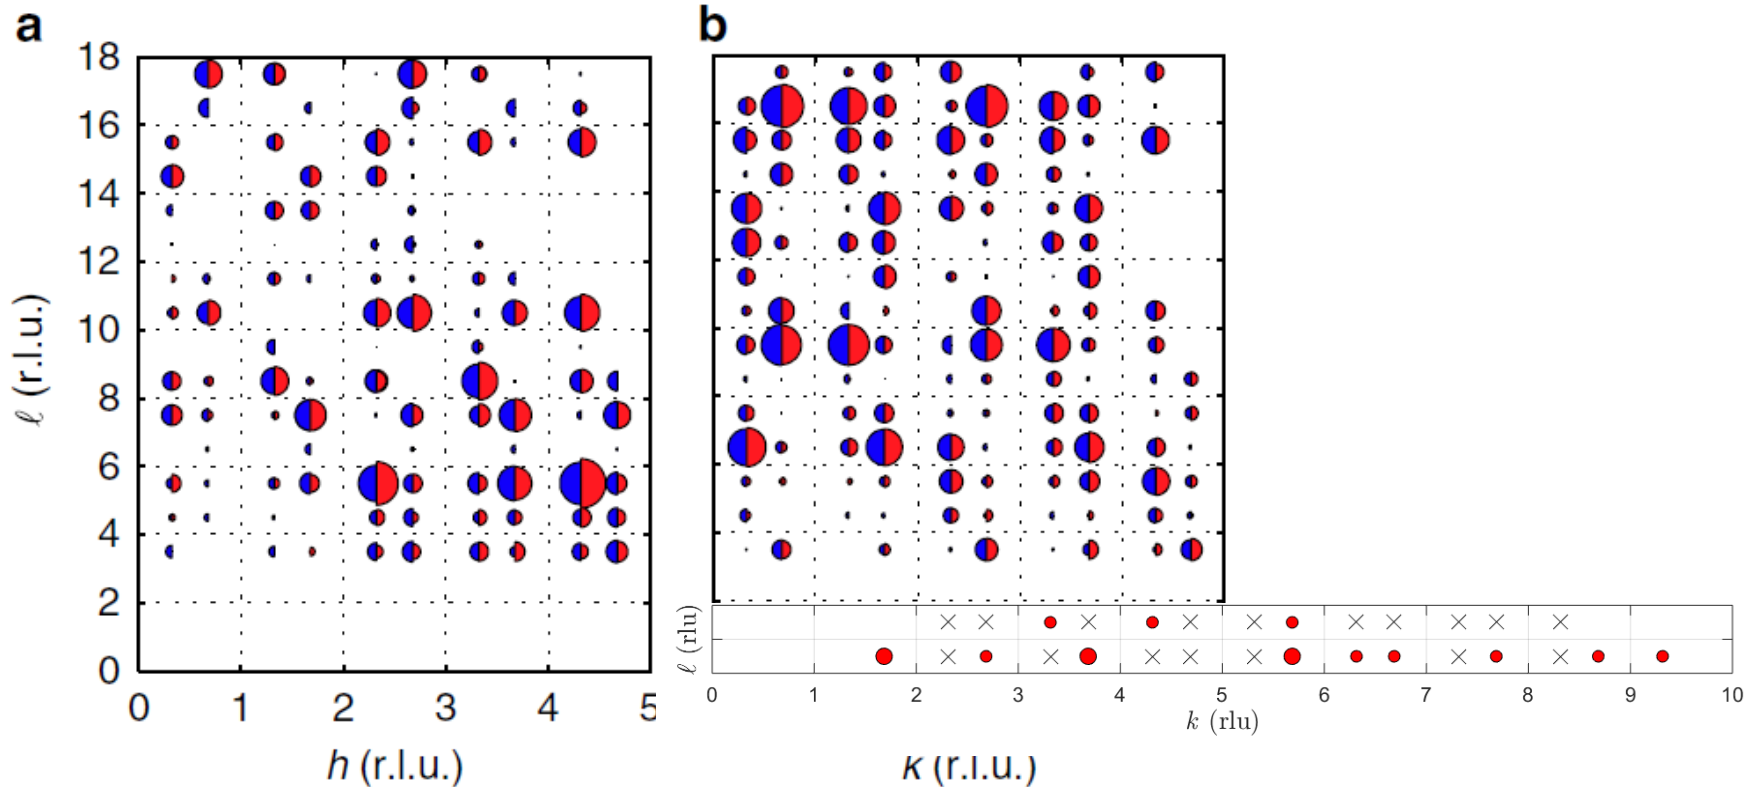 a
b
18
16
14
12
10
8
6
4
2
0
ℓ (r.l.u.)
0 1 2 3 4 5
h (r.l.u.)
ℓ (rlu)
0 1 2 3 4 5 6 7 8 9 10
k (rlu)
κ (r.l.u.)